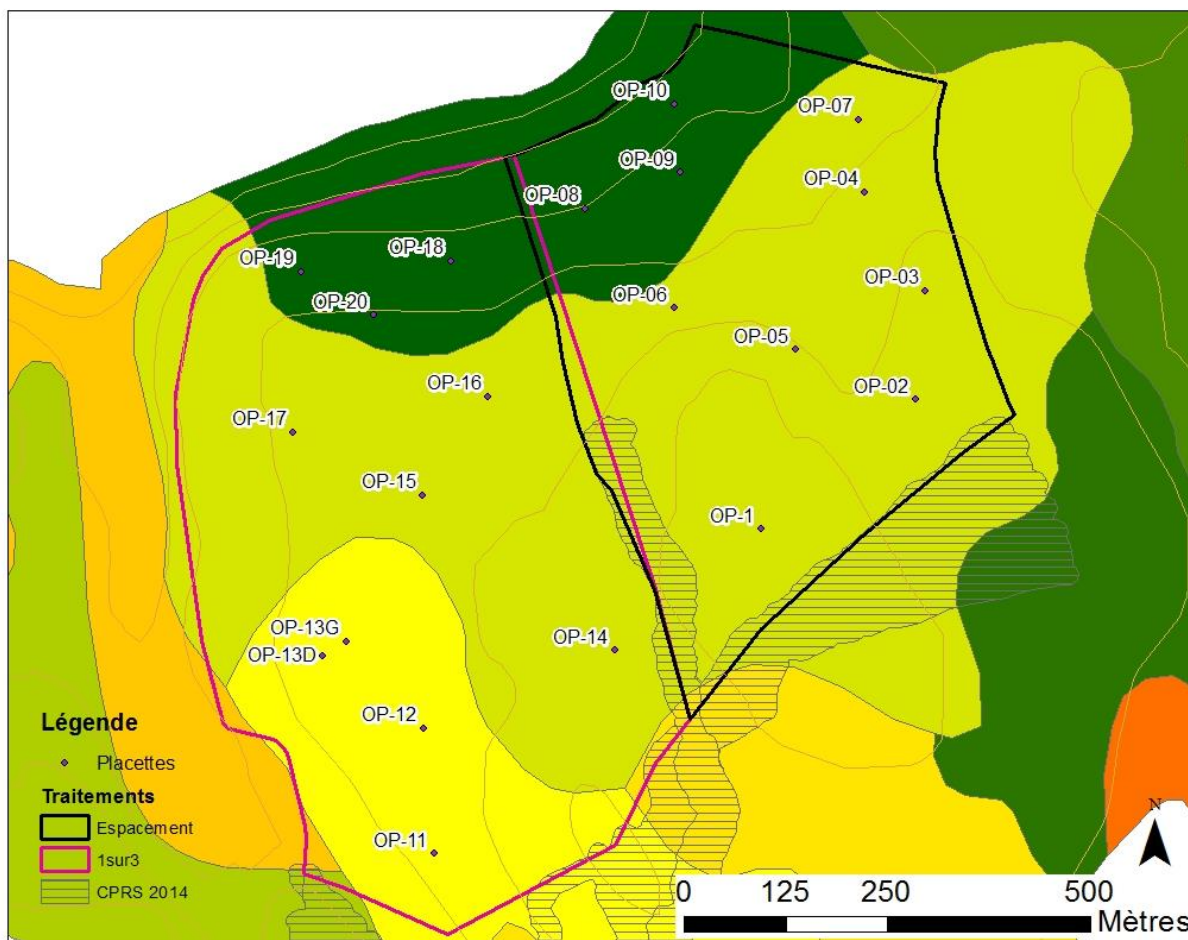 OP-10
OP-07
OP-09
OP-04
OP-08
OP-18
OP-19
OP-03
OP-20
OP-06
OP-05
OP-16
OP-02
OP-17
OP-15
OP-1
OP-13G
OP-14
OP-13D
OP-12
OP-11
Légende
Placettes
Traitements
Espacement
1sur3
CPRS 2014
N
0 125 250 500
Mètres